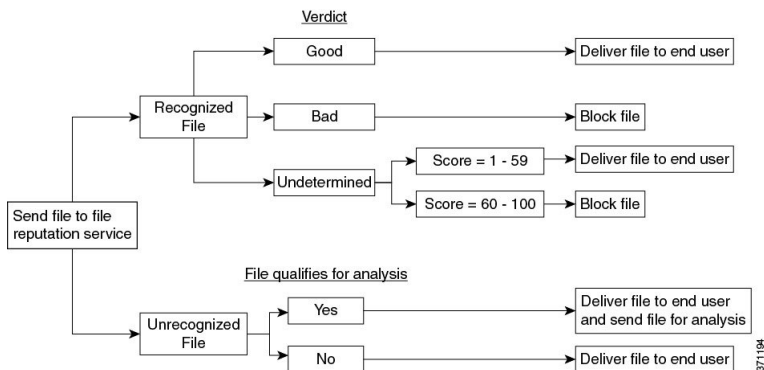 Verdict
Good
Deliver file to end user
Recognized
File
Bad
Block file
Undetermined
Score = 1 - 59
Deliver file to end user
Score = 60 - 100
Block file
Send file to file
reputation service
File qualifies for analysis
Unrecognized
File
Yes
Deliver file to end user
and send file for analysis
No
Deliver file to end user
371194